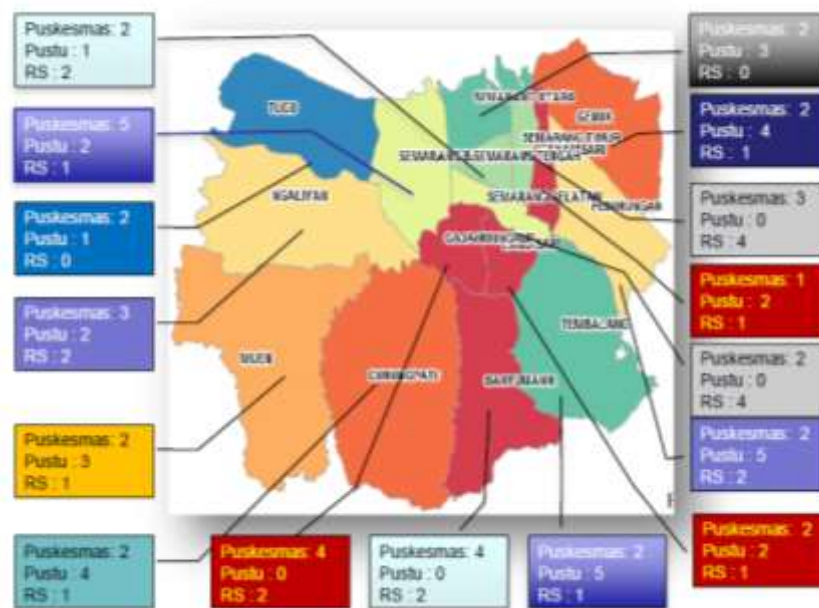 Puskesmas: 2
Pustu : 1
RS : 2
Puskesmas: 5
Pustu : 2
RS : 1
Puskesmas: 2
Pustu : 1
RS : 0
Puskesmas: 3
Pustu : 2
RS : 2
Puskesmas: 2
Pustu : 3
RS : 1
Puskesmas: 2
Pustu : 4
RS : 1
Puskesmas: 4
Pustu : 0
RS : 2
Puskesmas: 4
Pustu : 0
RS : 2
Puskesmas: 2
Pustu : 5
RS : 1
Puskesmas: 2
Pustu : 3
RS : 0
Puskesmas: 2
Pustu : 4
RS : 1
Puskesmas: 3
Pustu : 0
RS : 4
Puskesmas: 1
Pustu : 2
RS : 1
Puskesmas: 2
Pustu : 0
RS : 4
Puskesmas: 2
Pustu : 5
RS : 2
Puskesmas: 2
Pustu : 2
RS : 1
TUGU
SEMARANG UTARA
GENUK
SEMARANG TIMUR
SEMARANG TENGAH
NGALIYAN
SEMARANG SELATAN
PEDURUNGAN
TEMBALANG
MIJEN
GUNUNGPATI
BANYUMANIK